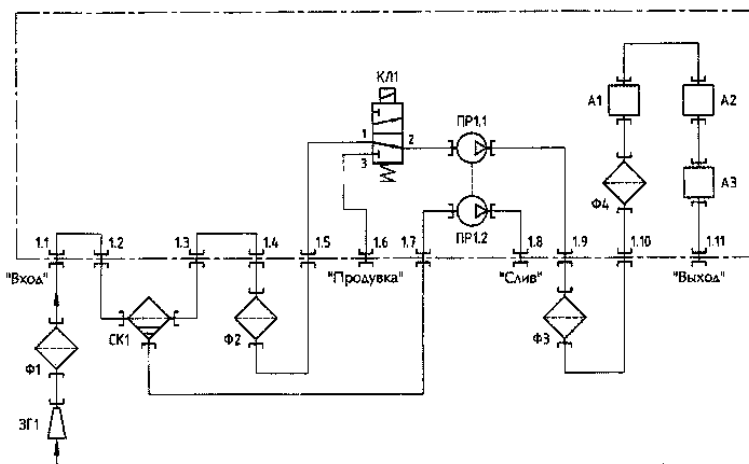 КЛ1
А1
А2
ПР1.1
1
2
3
А3
Ф4
1.1
1.2
1.3
1.4
1.5
1.6
1.7
ПР1.2
1.8
1.9
1.10
1.11
"Вход"
"Продувка"
"Слив"
"Выход"
СК1
Ф2
Ф3
Ф1
ЗГ1